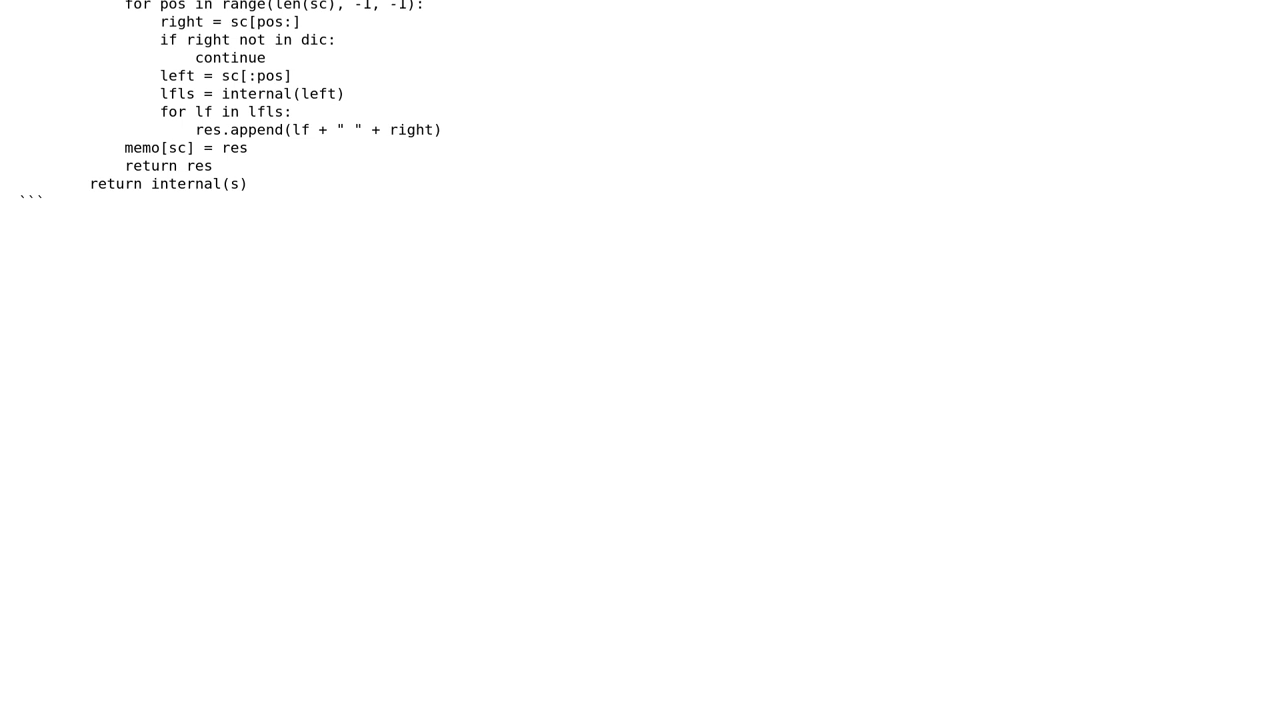 for pos in range(len(sc), -1, -1):
                right = sc[pos:]
                if right not in dic:
                    continue
                left = sc[:pos]
                lfls = internal(left)
                for lf in lfls:
                    res.append(lf + " " + right)
            memo[sc] = res
            return res
        return internal(s)
```